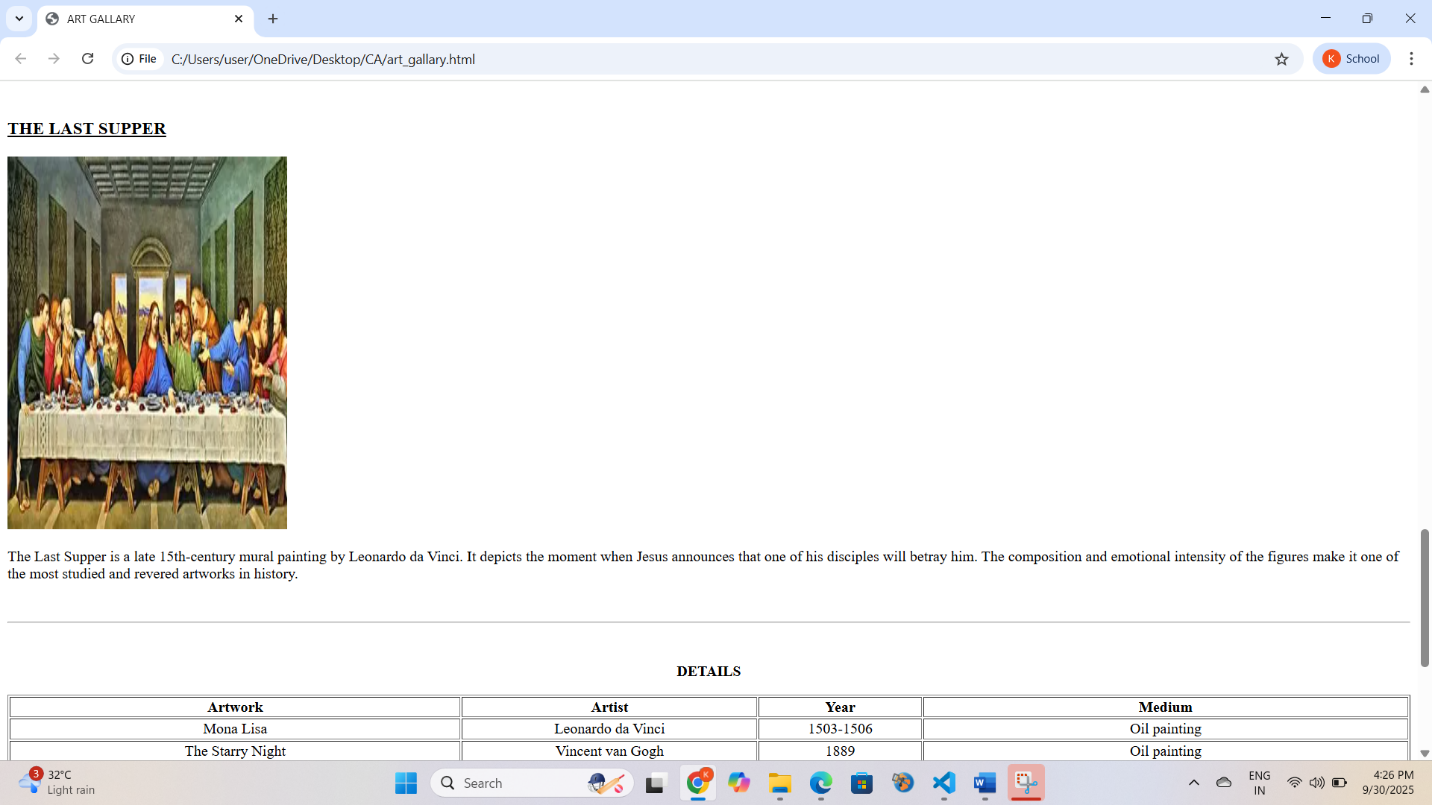 ART GALLARY
File
C:/Users/user/OneDrive/Desktop/CA/art_gallary.html
K
School
THE LAST SUPPER
The Last Supper is a late 15th-century mural painting by Leonardo da Vinci. It depicts the moment when Jesus announces that one of his disciples will betray him. The composition and emotional intensity of the figures make it one of
the most studied and revered artworks in history.
DETAILS
Artwork Artist Year Medium
Mona Lisa Leonardo da Vinci 1503-1506 Oil painting
The Starry Night Vincent van Gogh 1889 Oil painting
3
32°C
Light rain
Search
K
W
ENG
IN
4:26 PM
9/30/2025